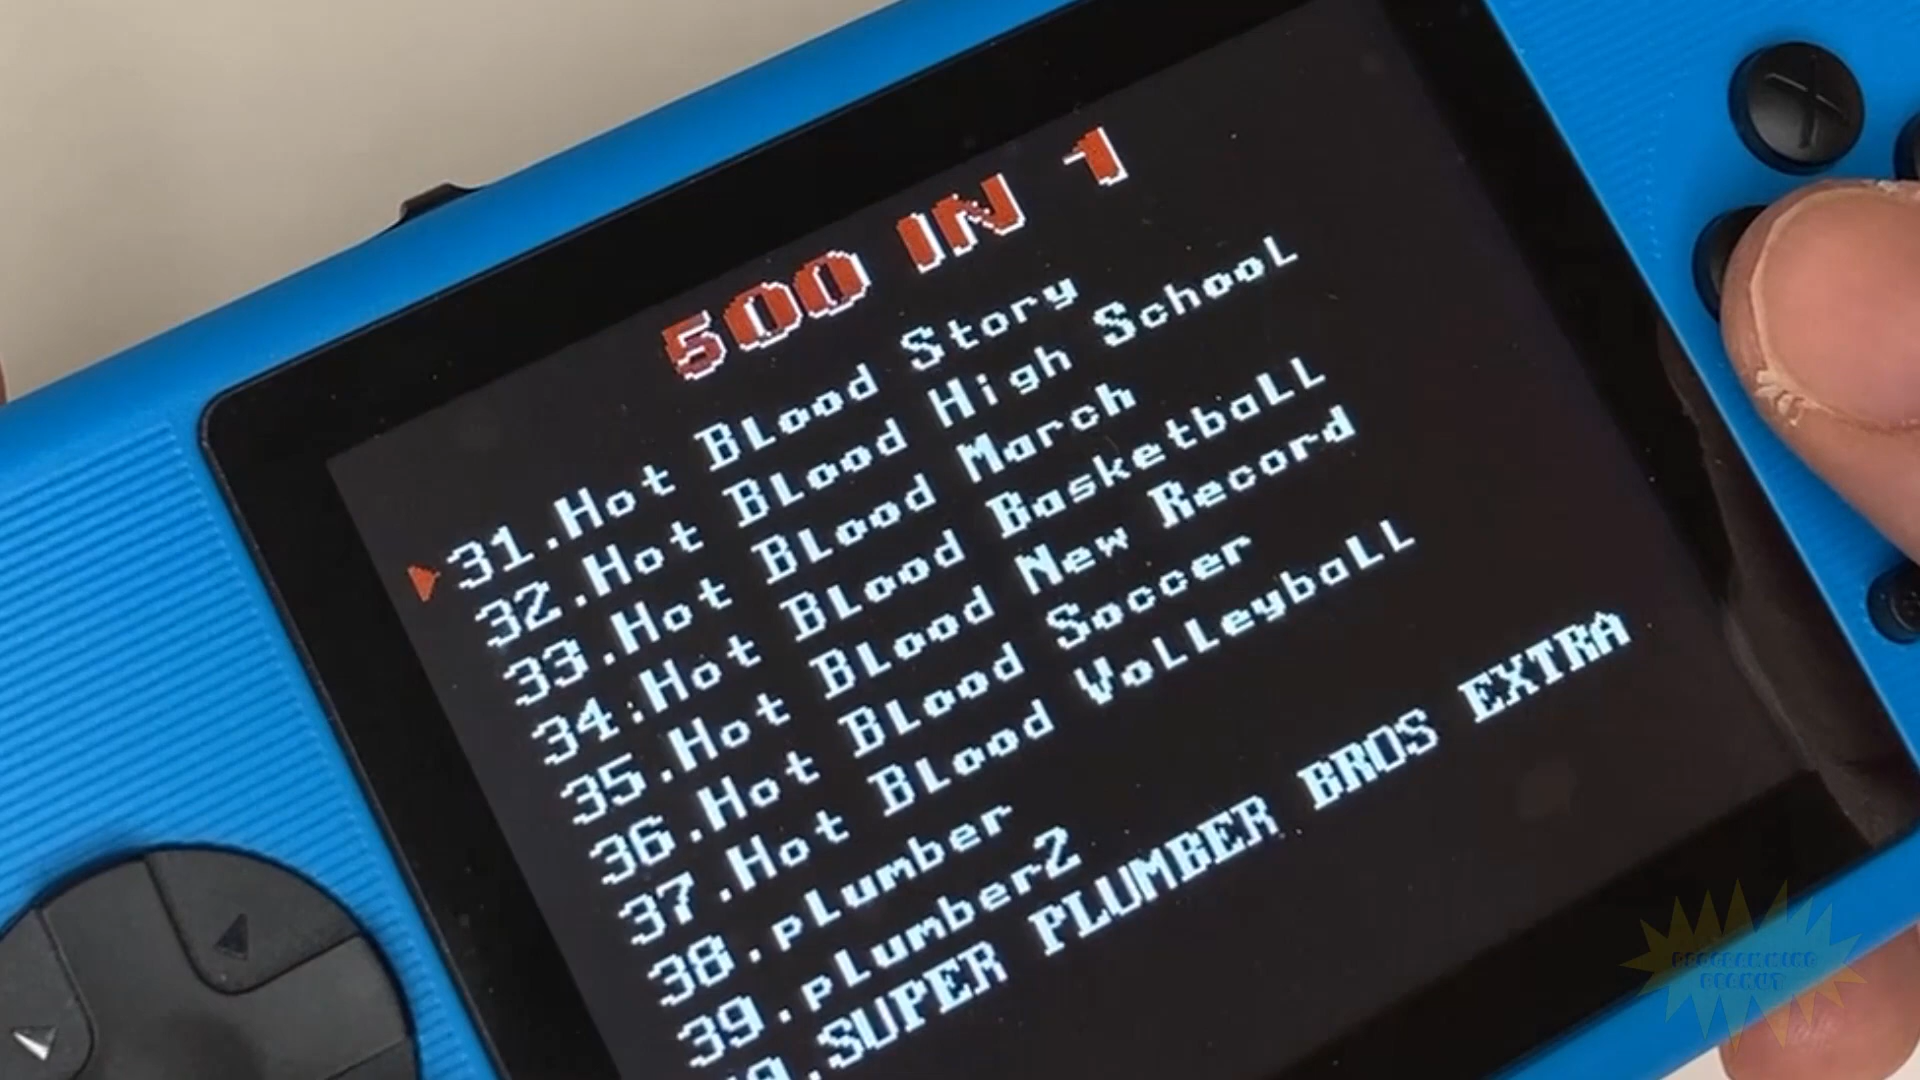 500 IN 1
31.Hot Blood Story
32.Hot Blood High School
33.Hot Blood March
34.Hot Blood Basketball
35.Hot Blood New Record
36.Hot Blood Soccer
37.Hot Blood Volleyball
38.plumber
39.plumber2
40.SUPER PLUMBER BROS EXTRA
X
PROGRAMMING